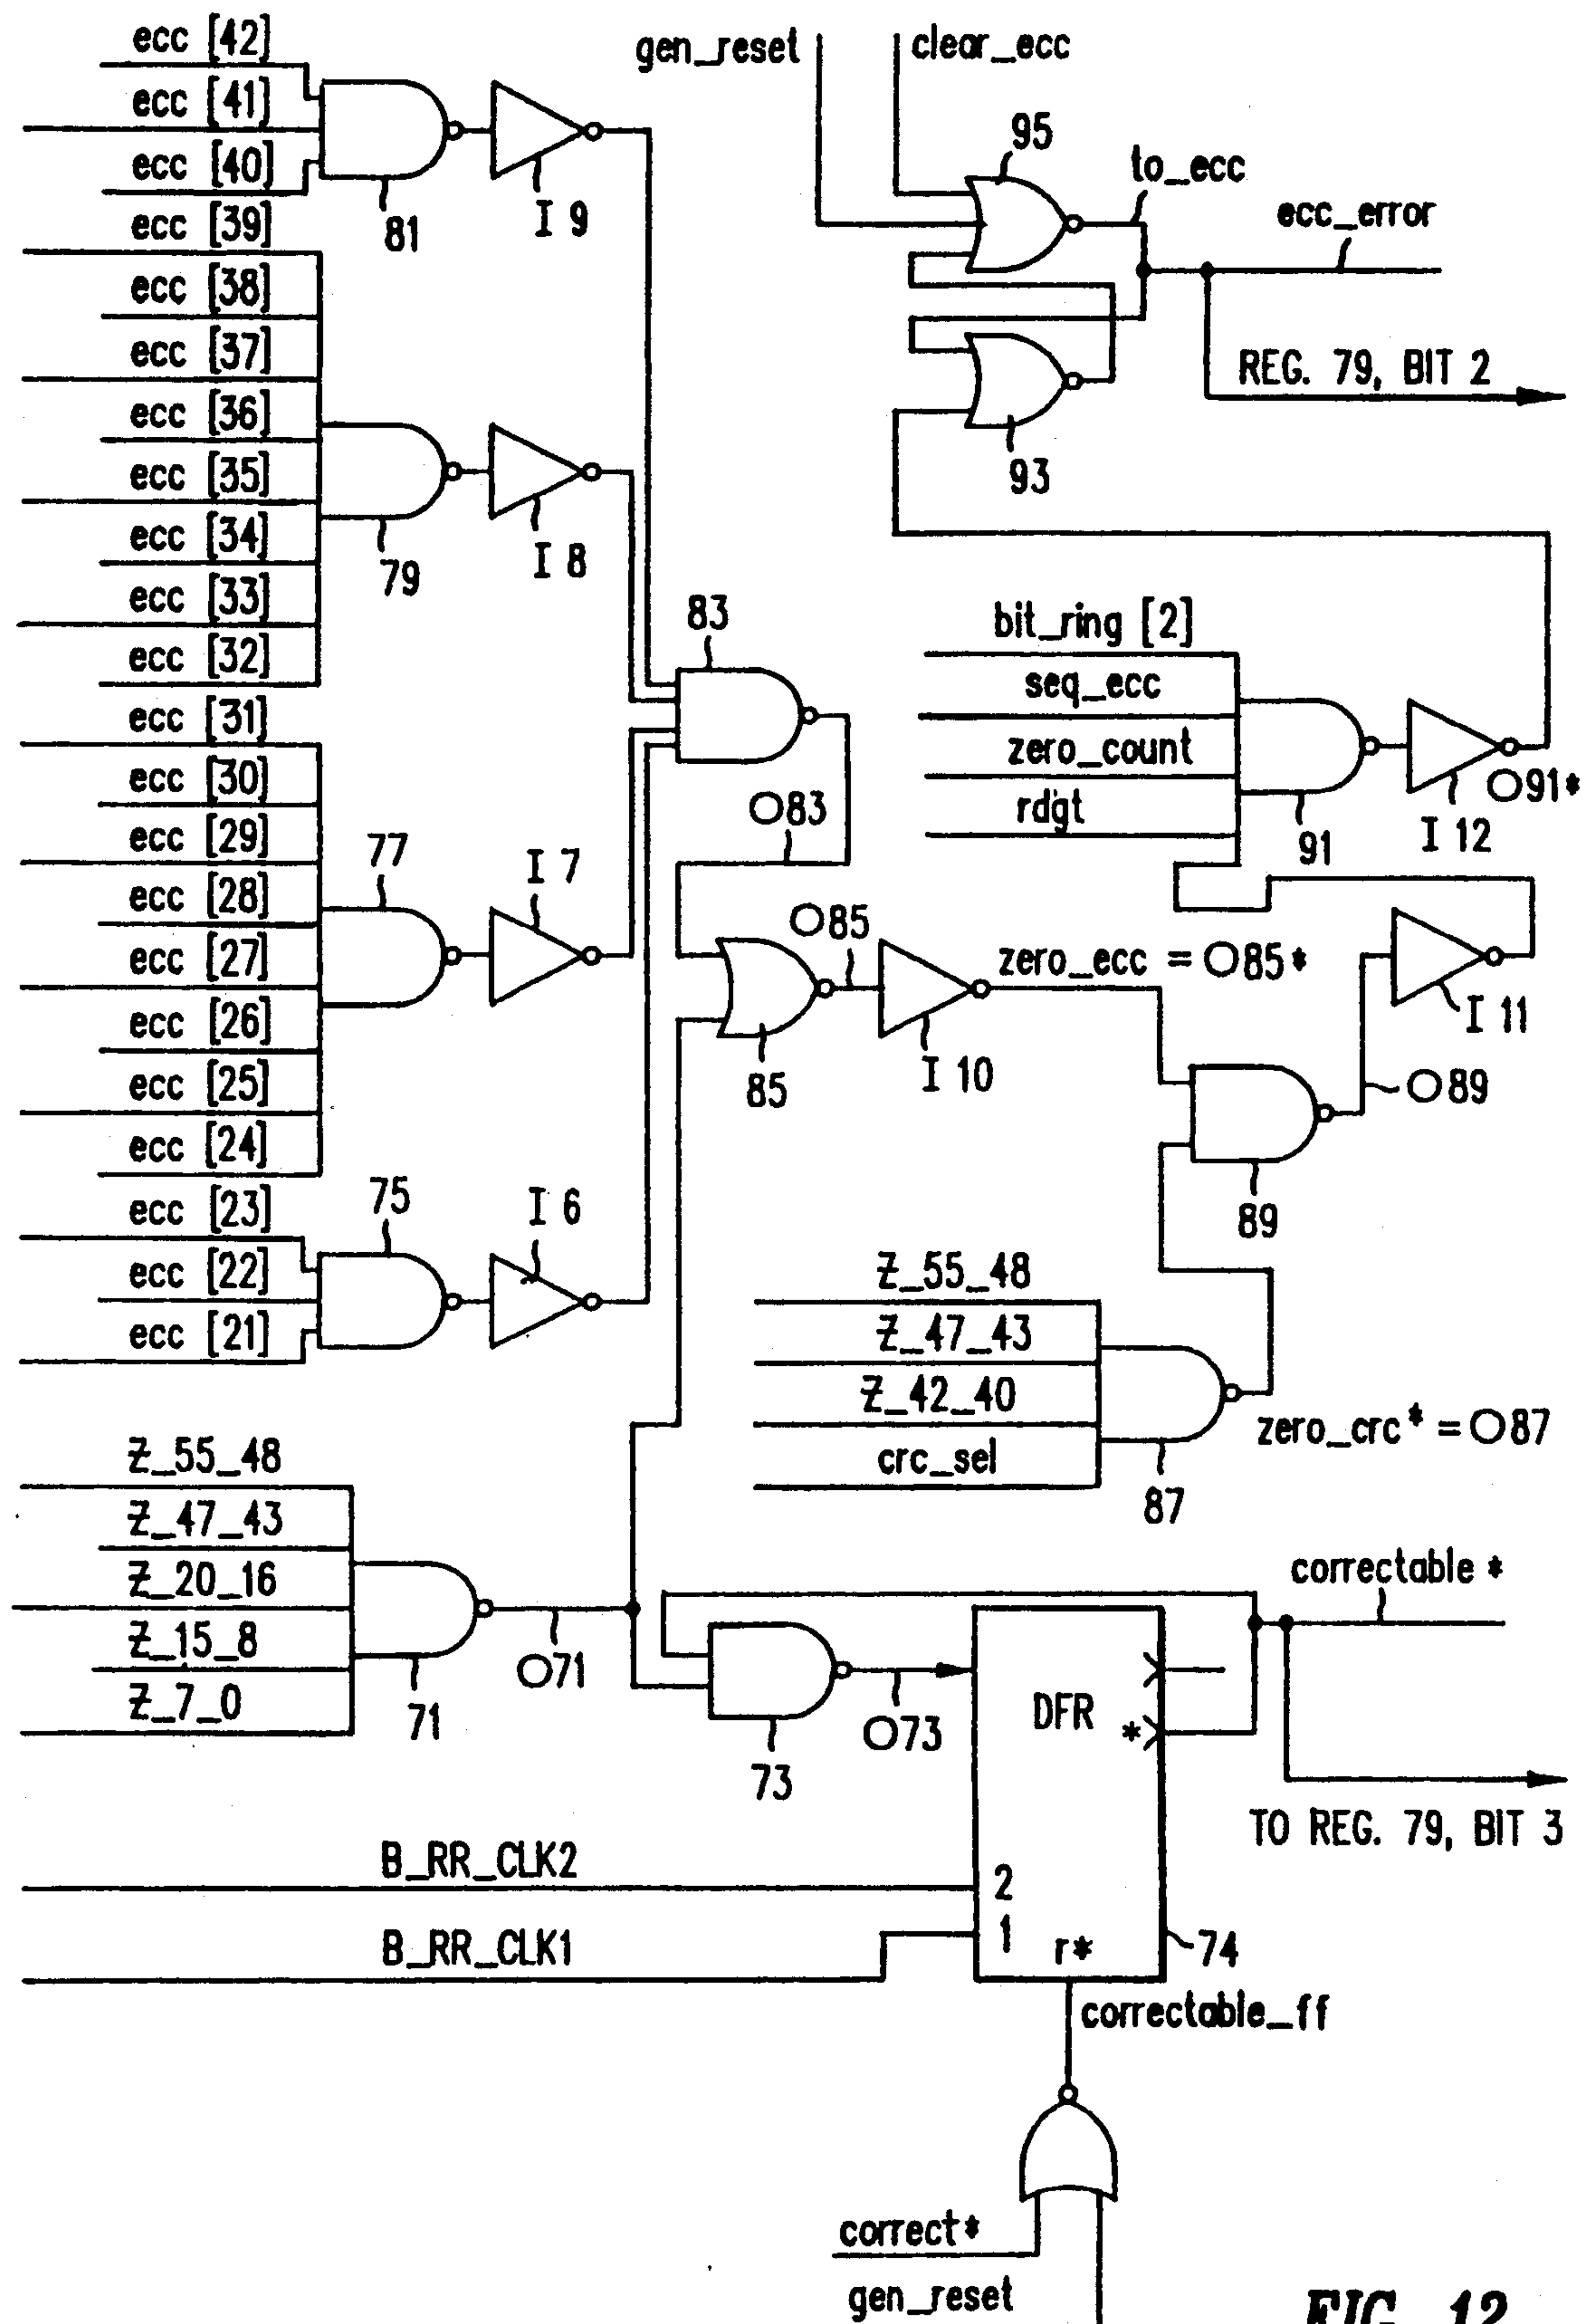 ecc [42]
ecc [41]
ecc [40]
81
I 9
ecc [39]
ecc [38]
ecc [37]
ecc [36]
ecc [35]
ecc [34]
ecc [33]
ecc [32]
79
I 8
ecc [31]
ecc [30]
ecc [29]
ecc [28]
ecc [27]
ecc [26]
ecc [25]
ecc [24]
77
I 7
ecc [23]
ecc [22]
ecc [21]
75
I 6
gen_reset
clear_ecc
95
to_ecc
ecc_error
REG. 79, BIT 2
93
83
O83
bit_ring [2]
seq_ecc
zero_count
rdgt
91
I 12
O91*
O85
85
I 10
zero_ecc = O85*
I 11
O89
89
Z_55_48
Z_47_43
Z_42_40
crc_sel
87
zero_crc* = O87
Z_55_48
Z_47_43
Z_20_16
Z_15_8
Z_7_0
71
O71
73
O73
DFR
*
correctable *
TO REG. 79, BIT 3
B_RR_CLK2
2
B_RR_CLK1
1
r*
74
correctable_ff
correct*
gen_reset
FIG. 12